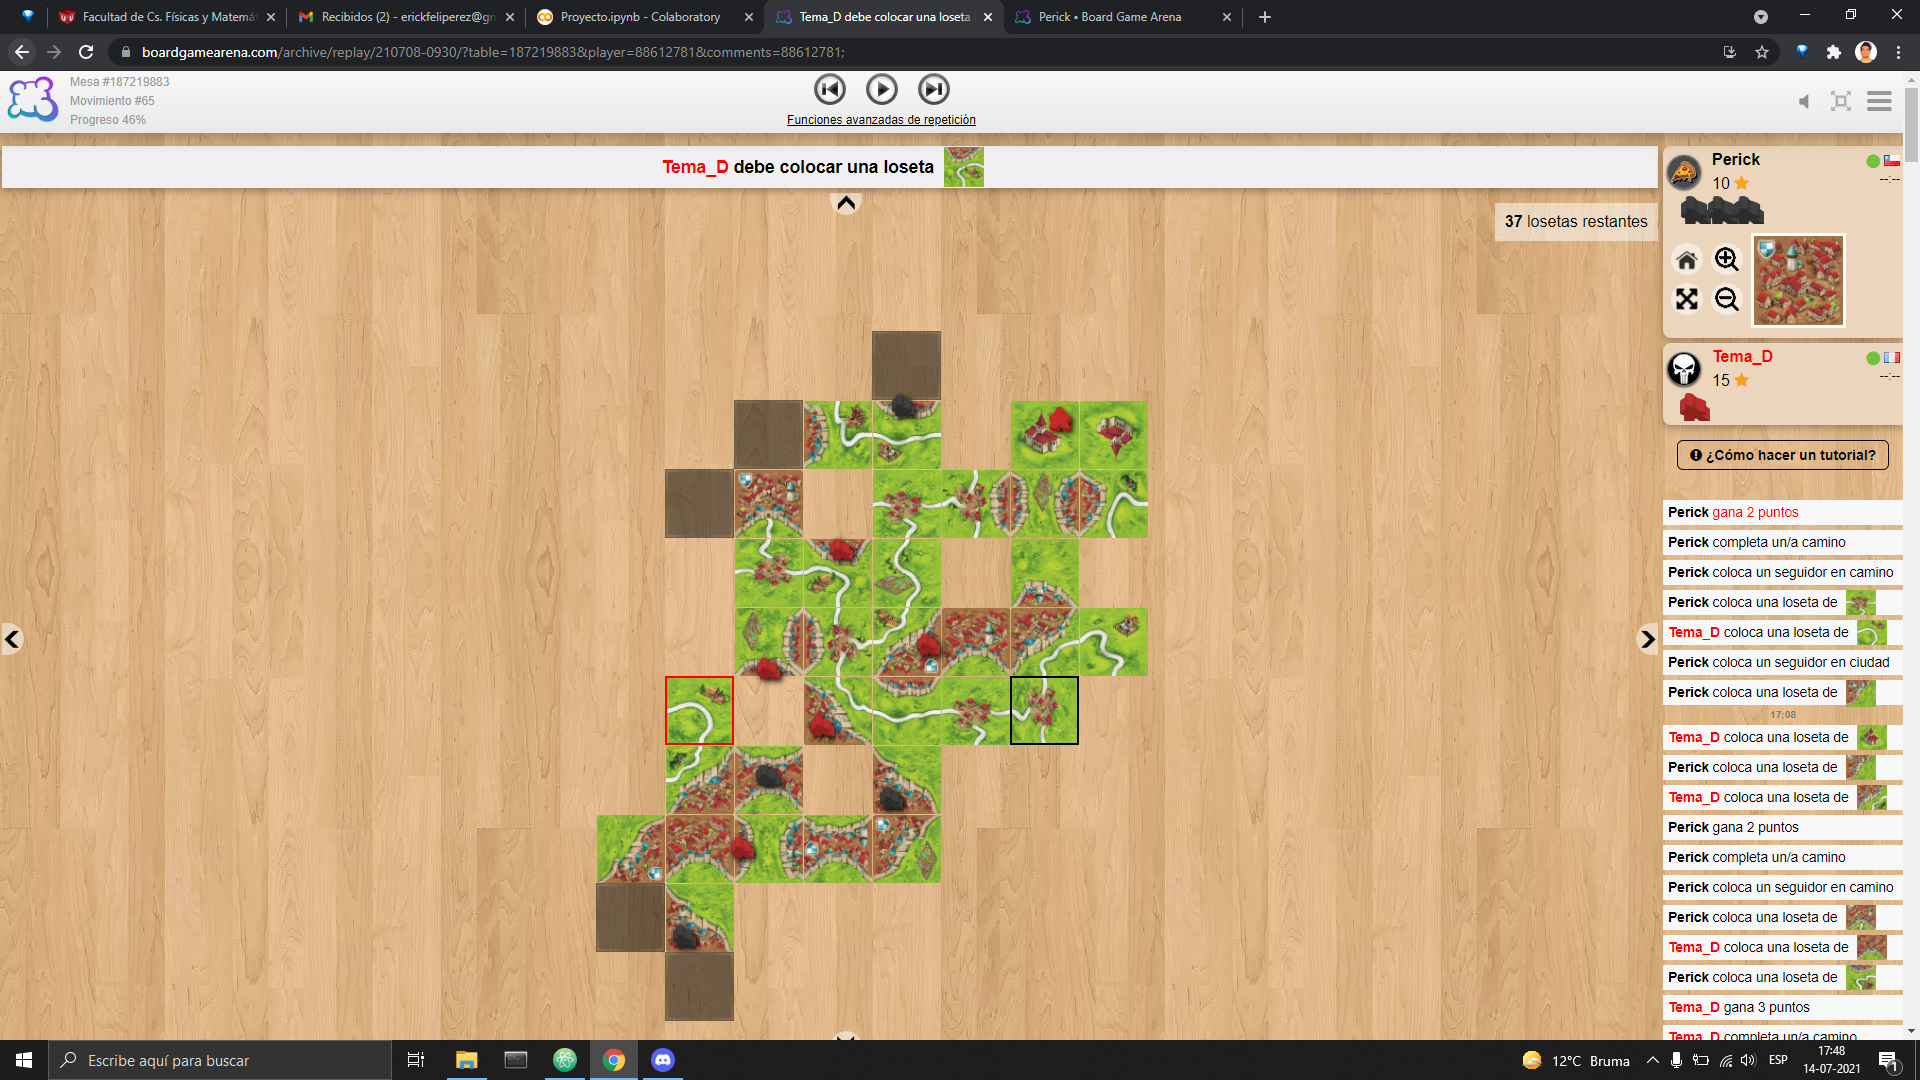 Facultad de Cs. Físicas y Matemá
Recibidos (2) - erickfeliperez@gm
Proyecto.ipynb - Colaboratory
Tema_D debe colocar una loseta
Perick • Board Game Arena
boardgamearena.com/archive/replay/210708-0930/?table=187219883&player=88612781&comments=88612781;
Mesa #187219883
Movimiento #65
Progreso 46%
Funciones avanzadas de repetición
Tema_D debe colocar una loseta
37 losetas restantes
Perick
10
--:--
Tema_D
15
--:--
¿Cómo hacer un tutorial?
Perick gana 2 puntos
Perick completa un/a camino
Perick coloca un seguidor en camino
Perick coloca una loseta de
Tema_D coloca una loseta de
Perick coloca un seguidor en ciudad
Perick coloca una loseta de
17:08
Tema_D coloca una loseta de
Perick coloca una loseta de
Tema_D coloca una loseta de
Perick gana 2 puntos
Perick completa un/a camino
Perick coloca un seguidor en camino
Perick coloca una loseta de
Tema_D coloca una loseta de
Perick coloca una loseta de
Tema_D gana 3 puntos
Tema_D completa un/a camino
Escribe aquí para buscar
12°C Bruma
ESP
17:48
14-07-2021
1